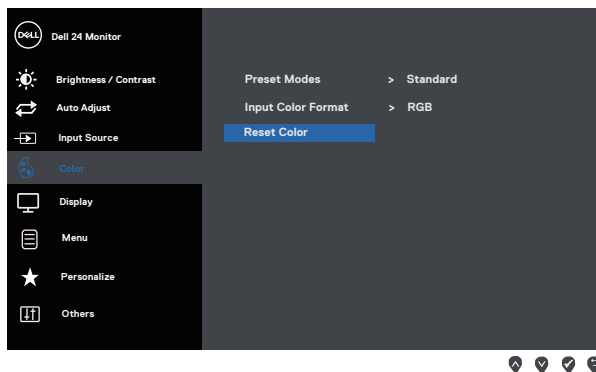 DELL Dell 24 Monitor
Brightness / Contrast
Auto Adjust
Input Source
Color
Display
Menu
Personalize
Others
Preset Modes > Standard
Input Color Format > RGB
Reset Color